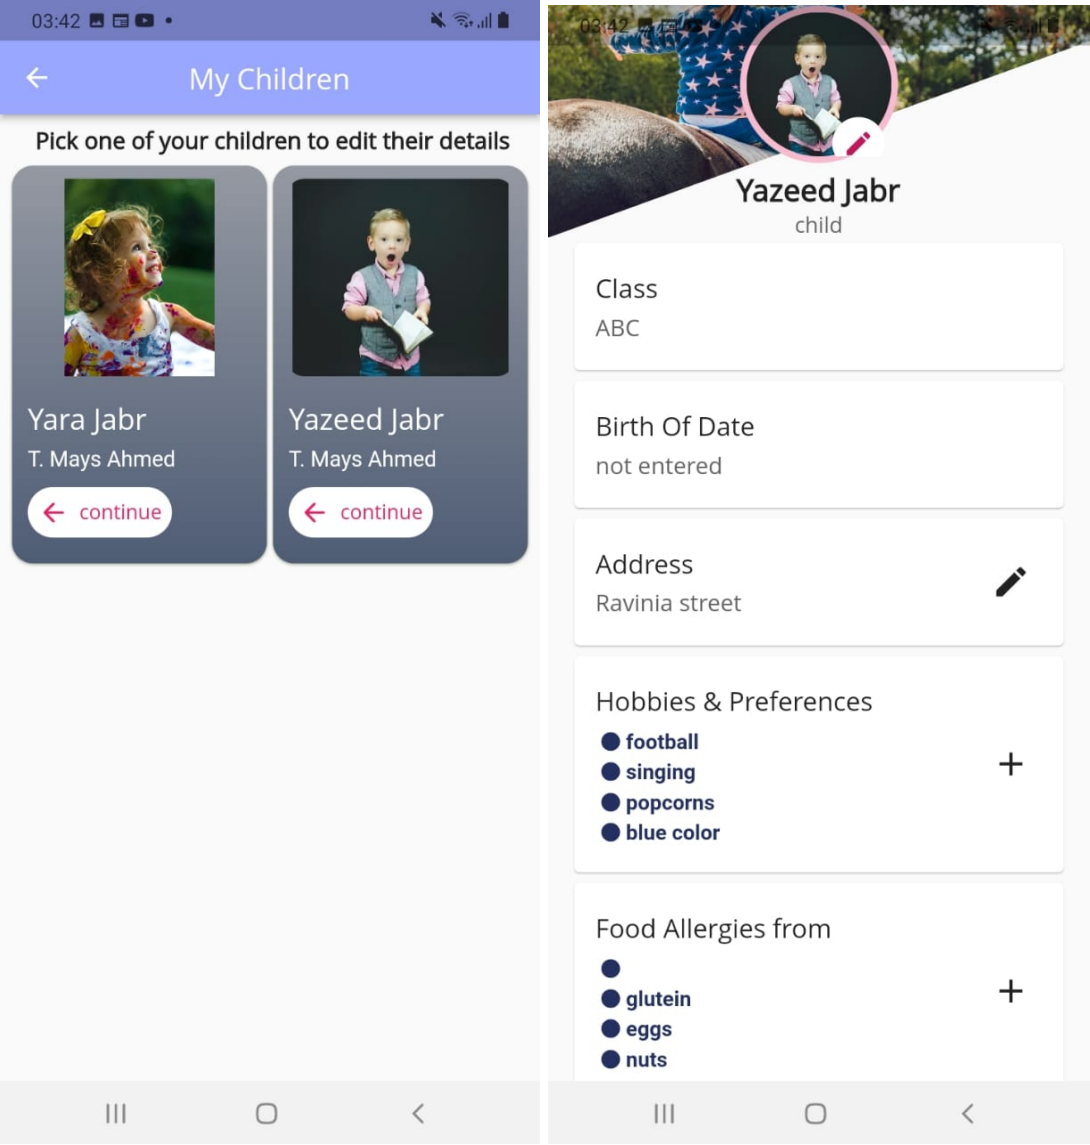 03:42
My Children
Pick one of your children to edit their details
Yara Jabr
T. Mays Ahmed
continue
Yazeed Jabr
T. Mays Ahmed
continue
03:42
Yazeed Jabr
child
Class
ABC
Birth Of Date
not entered
Address
Ravinia street
Hobbies & Preferences
football
singing
popcorns
blue color
Food Allergies from
glutein
eggs
nuts